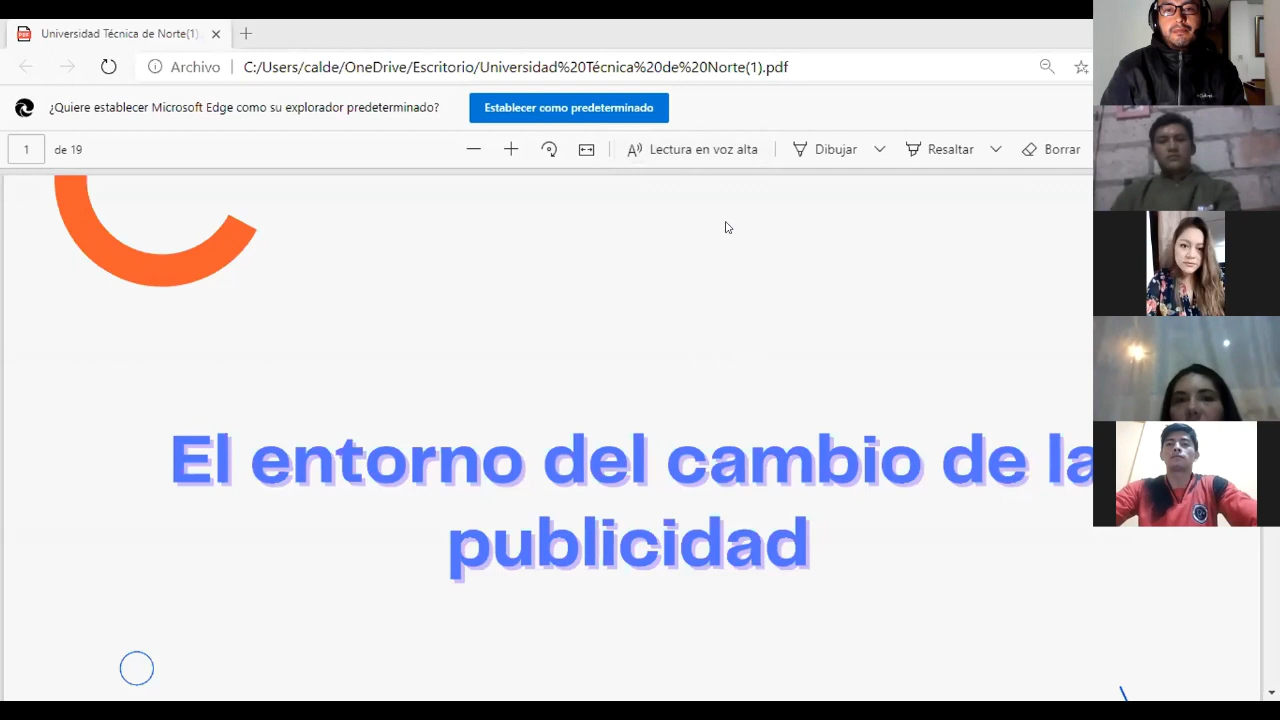 Universidad Técnica de Norte(1)
Archivo
C:/Users/calde/OneDrive/Escritorio/Universidad%20Técnica%20de%20Norte(1).pdf
¿Quiere establecer Microsoft Edge como su explorador predeterminado?
Establecer como predeterminado
1 de 19
Lectura en voz alta
Dibujar
Resaltar
Borrar
El entorno del cambio de la
publicidad